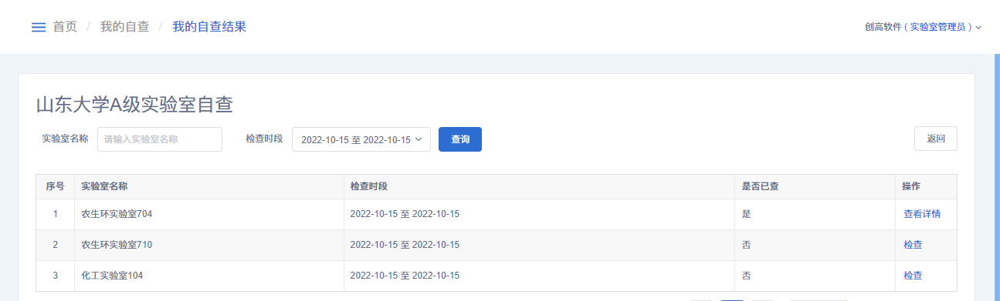 首页 / 我的自查 / 我的自查结果
创高软件 ( 实验室管理员 )
山东大学A级实验室自查
实验室名称 请输入实验室名称 检查时段 2022-10-15 至 2022-10-15 查询 返回
序号 实验室名称 检查时段 是否已查 操作
1 农生环实验室704 2022-10-15 至 2022-10-15 是 查看详情
2 农生环实验室710 2022-10-15 至 2022-10-15 否 检查
3 化工实验室104 2022-10-15 至 2022-10-15 否 检查